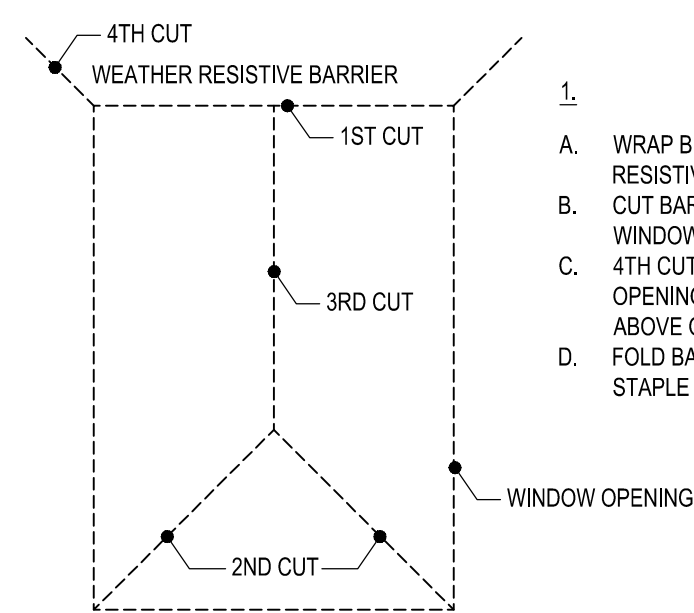 4TH CUT
WEATHER RESISTIVE BARRIER
1ST CUT
3RD CUT
2ND CUT
WINDOW OPENING
1.
A. WRAP B
RESISTIV
B. CUT BAR
WINDOW
C. 4TH CUT
OPENING
ABOVE
D. FOLD BA
STAPLE